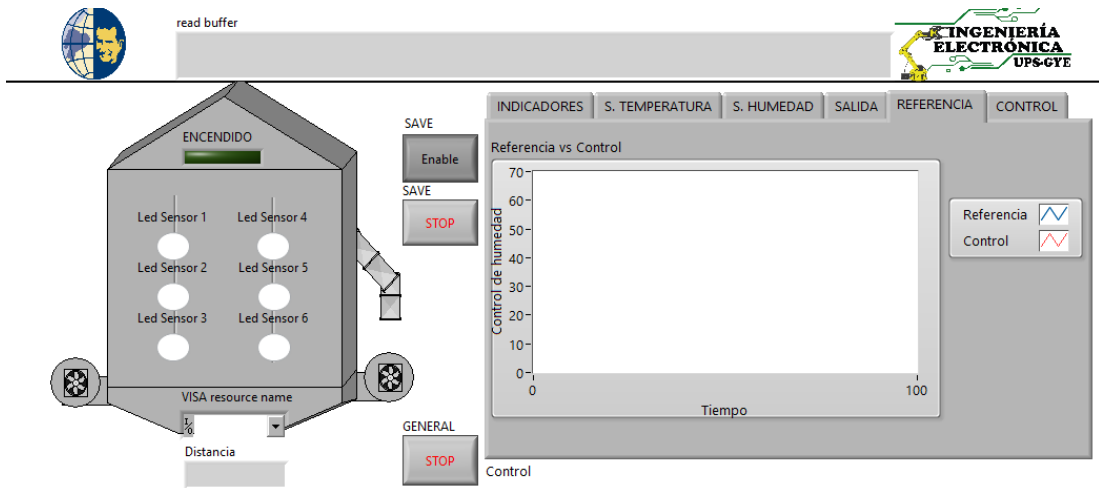 read buffer
INGENIERÍA
ELECTRÓNICA
UPS-GYE
ENCENDIDO
Led Sensor 1
Led Sensor 4
Led Sensor 2
Led Sensor 5
Led Sensor 3
Led Sensor 6
VISA resource name
I/O
Distancia
SAVE
Enable
SAVE
STOP
GENERAL
STOP
INDICADORES
S. TEMPERATURA
S. HUMEDAD
SALIDA
REFERENCIA
CONTROL
Referencia vs Control
Control de humedad
70
60
50
40
30
20
10
0
0
100
Tiempo
Referencia
Control
Control